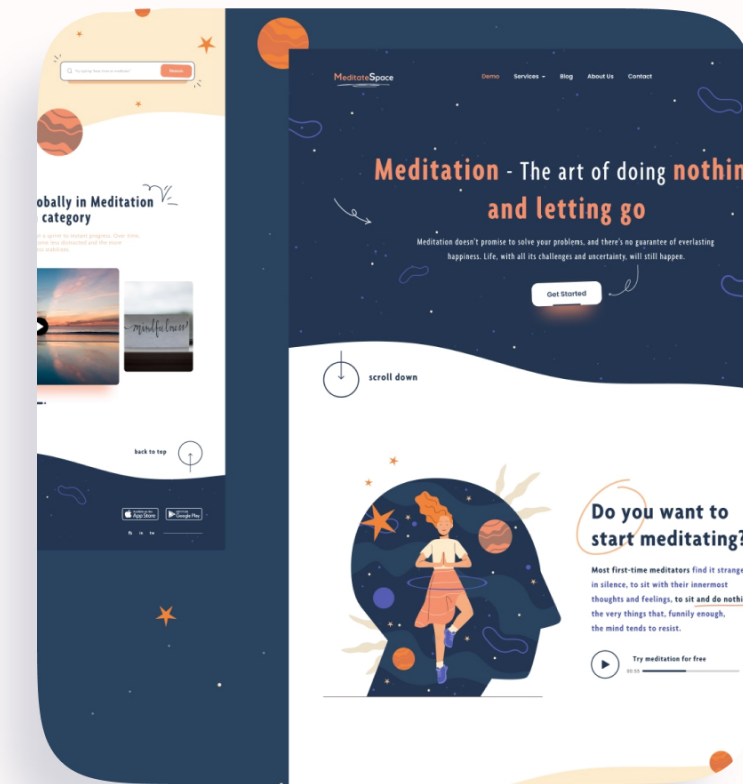 obally in Meditation
category
mindfulness
back to top
App Store
Google Play
MeditateSpace
Demo Services Blog About Us Contact
Meditation - The art of doing nothin
and letting go
Meditation doesn't promise to solve your problems, and there's no guarantee of everlasting
happiness. Life, with all its challenges and uncertainty, will still happen.
Get Started
scroll down
Do you want to
start meditating?
Most first-time meditators find it strange
in silence, to sit with their innermost
thoughts and feelings, to sit and do nothi
the very things that, funnily enough,
the mind tends to resist.
Try meditation for free
00:00